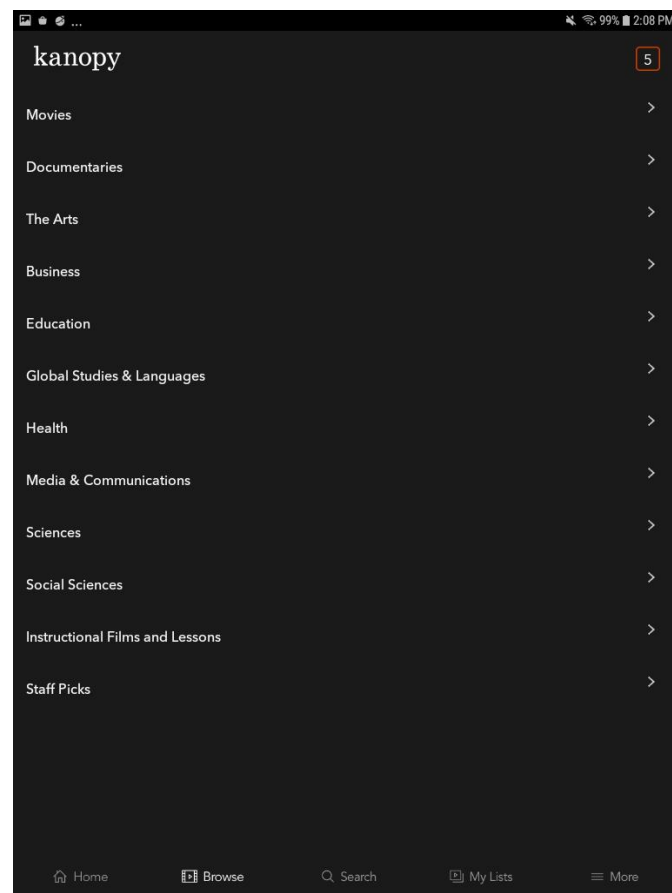 ... 99% 2:08 PM
kanopy 5
Movies
Documentaries
The Arts
Business
Education
Global Studies & Languages
Health
Media & Communications
Sciences
Social Sciences
Instructional Films and Lessons
Staff Picks
Home Browse Search My Lists More